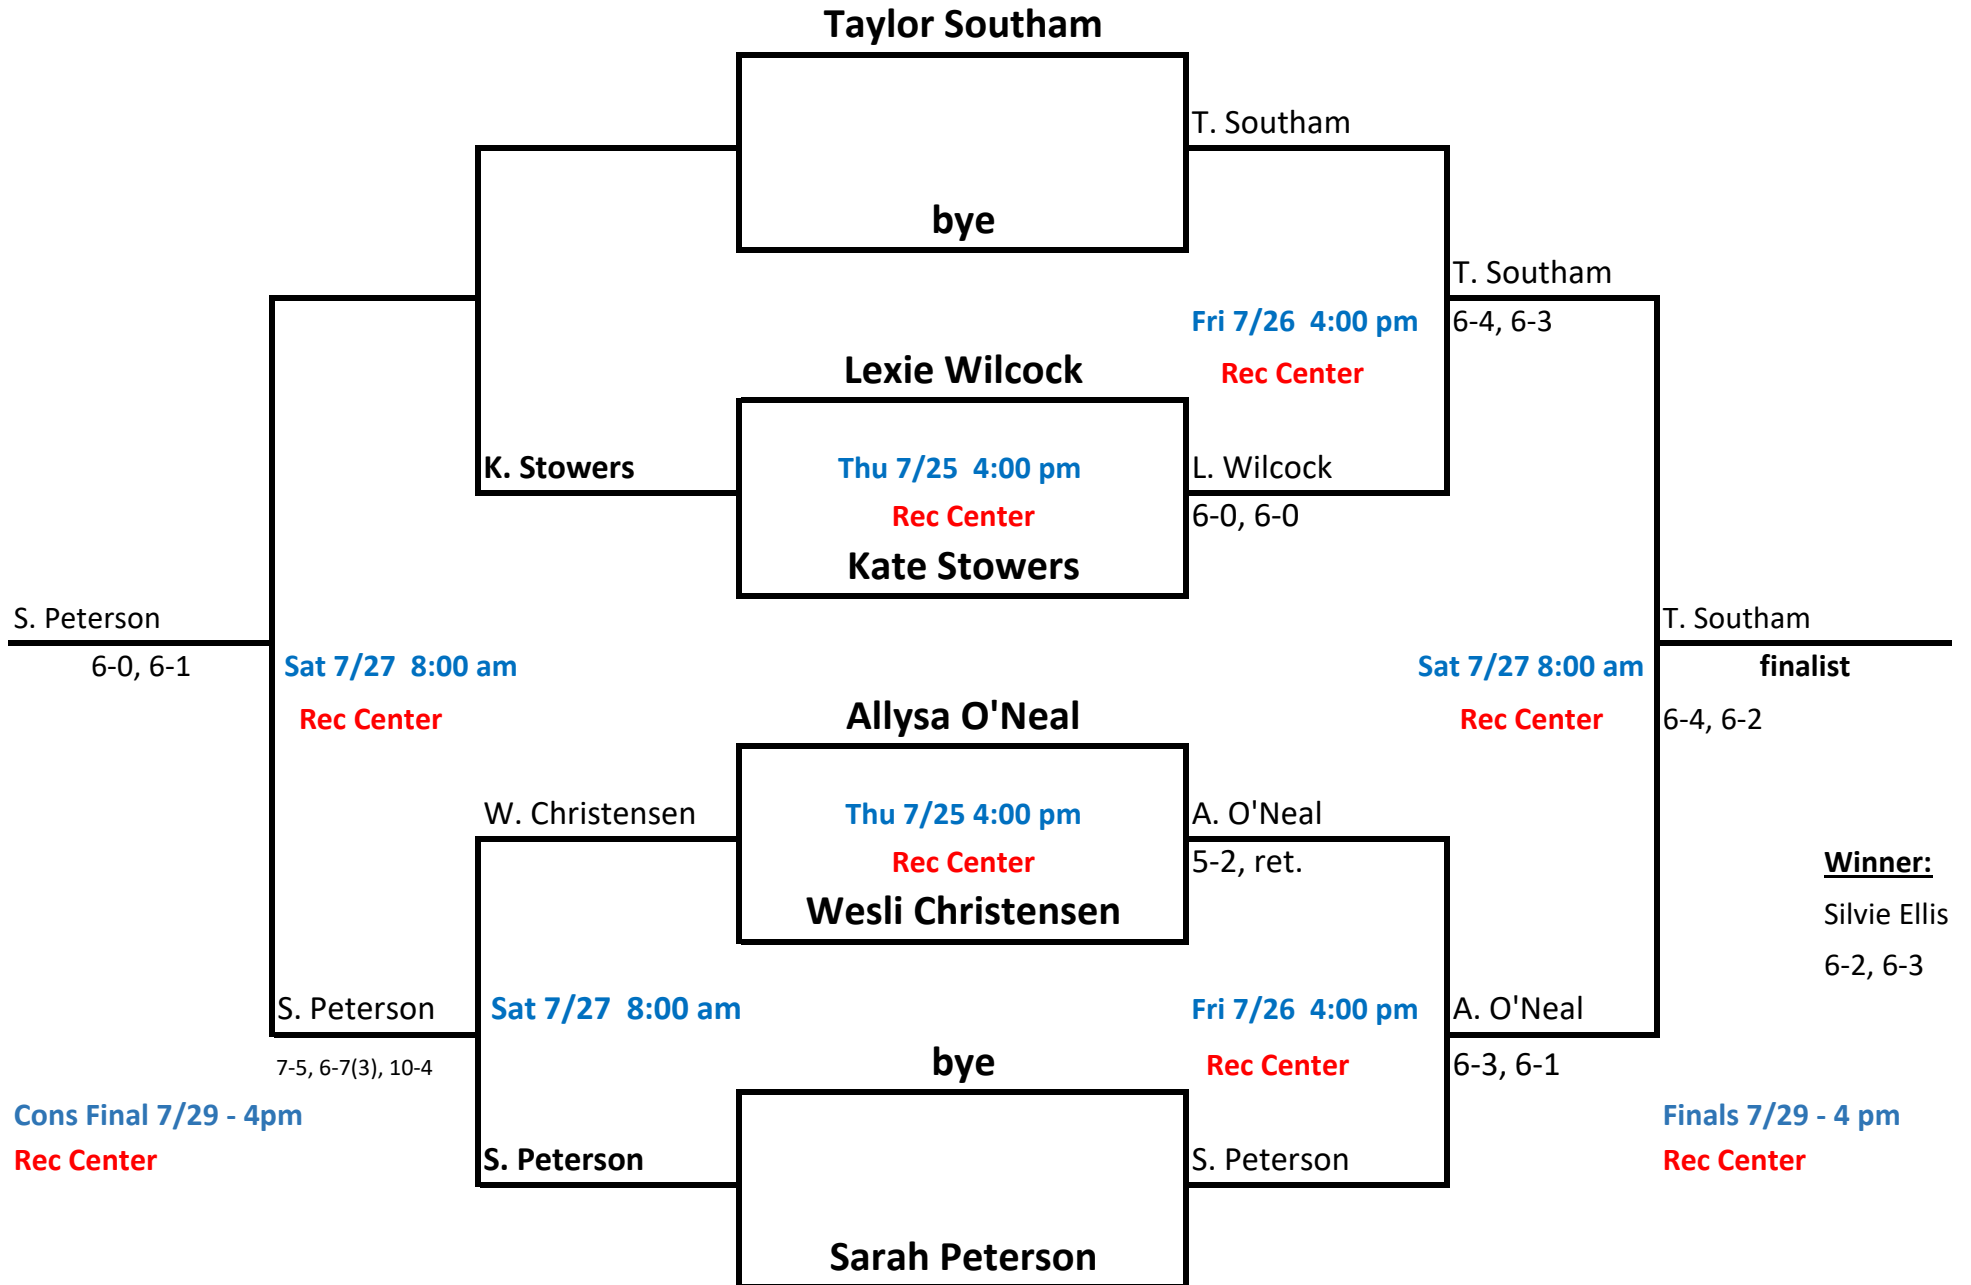 Taylor Southam
T. Southam
bye
T. Southam
Fri 7/26  4:00 pm
6-4, 6-3
Lexie Wilcock
Rec Center
K. Stowers
Thu 7/25  4:00 pm
L. Wilcock
Rec Center
6-0, 6-0
Kate Stowers
S. Peterson
T. Southam
6-0, 6-1
Sat 7/27  8:00 am
Sat 7/27 8:00 am
finalist
Rec Center
Allysa O'Neal
Rec Center
6-4, 6-2
W. Christensen
Thu 7/25 4:00 pm
A. O'Neal
Rec Center
5-2, ret.
Winner:
Wesli Christensen
Silvie Ellis
6-2, 6-3
S. Peterson
Sat 7/27  8:00 am
Fri 7/26  4:00 pm
A. O'Neal
7-5, 6-7(3), 10-4
bye
Rec Center
6-3, 6-1
Cons Final 7/29 - 4pm
Finals 7/29 - 4 pm
Rec Center
S. Peterson
S. Peterson
Rec Center
Sarah Peterson